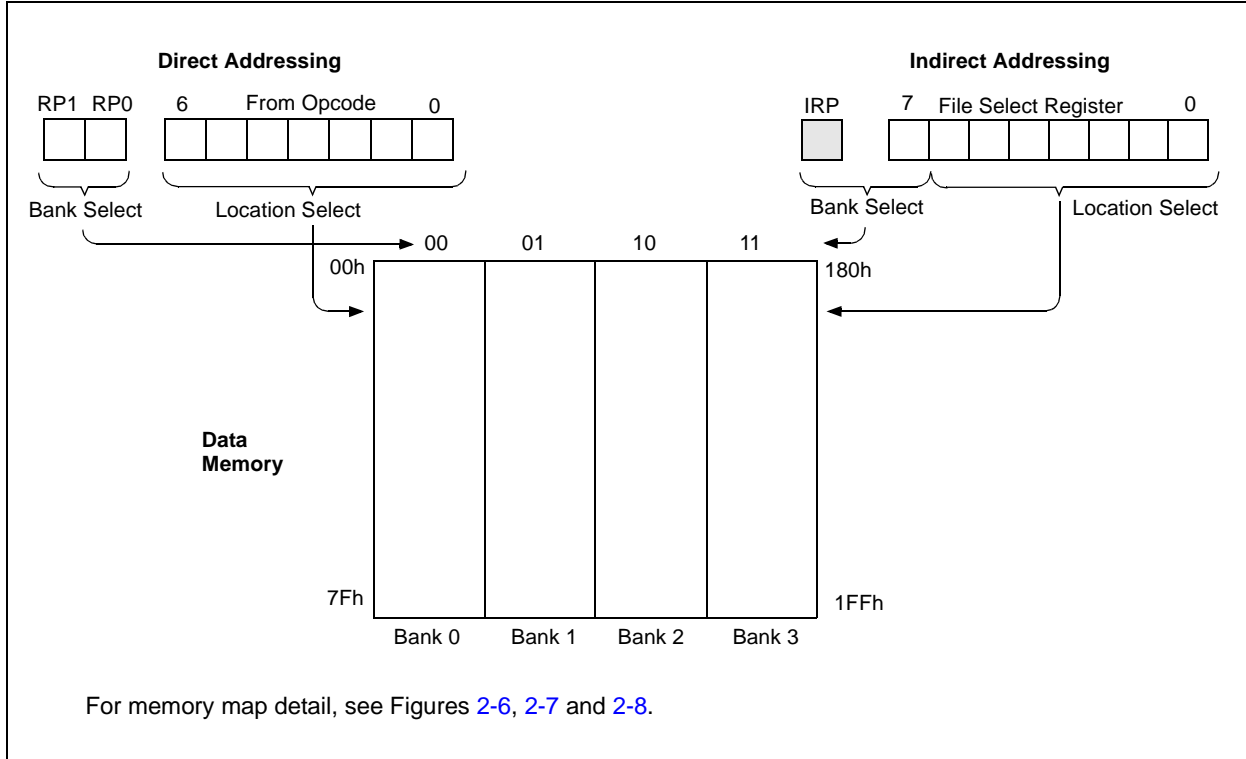 Direct Addressing
Indirect Addressing
RP1 RP0
6 From Opcode 0
IRP
7 File Select Register 0
Bank Select
Location Select
Bank Select
Location Select
00 01 10 11
00h
180h
Data
Memory
7Fh
1FFh
Bank 0 Bank 1 Bank 2 Bank 3
For memory map detail, see Figures 2-6, 2-7 and 2-8.